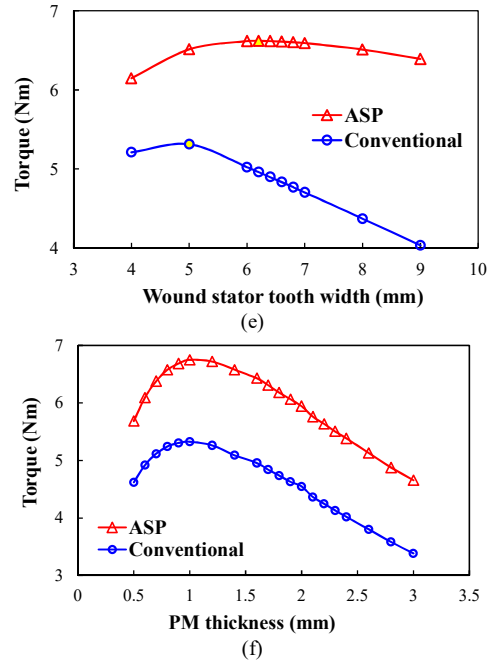 7
6
5
4
Torque (Nm)
ASP
Conventional
3 4 5 6 7 8 9 10
Wound stator tooth width (mm)
(e)
7
6
5
4
3
Torque (Nm)
ASP
Conventional
0 0.5 1 1.5 2 2.5 3 3.5
PM thickness (mm)
(f)